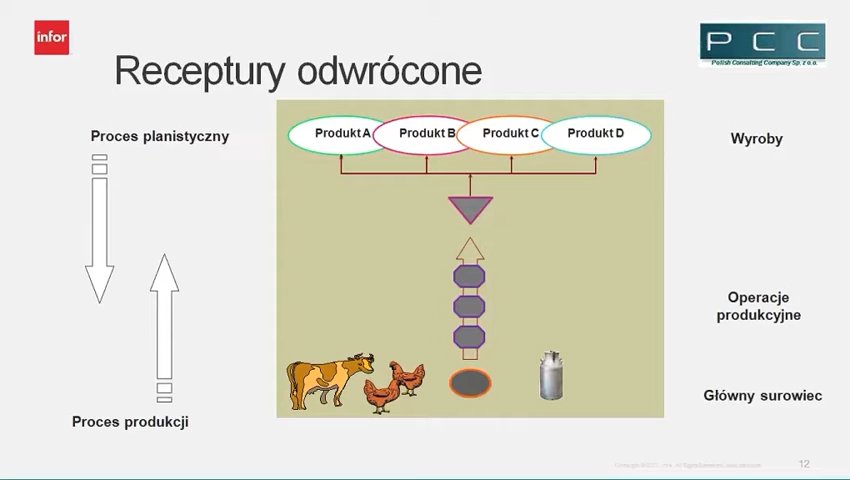 infor
PCC
Polish Consulting Company Sp. z o.o.
Receptury odwrócone
Proces planistyczny
Produkt A
Produkt B
Produkt C
Produkt D
Wyroby
Operacje
produkcyjne
Główny surowiec
Proces produkcji
12